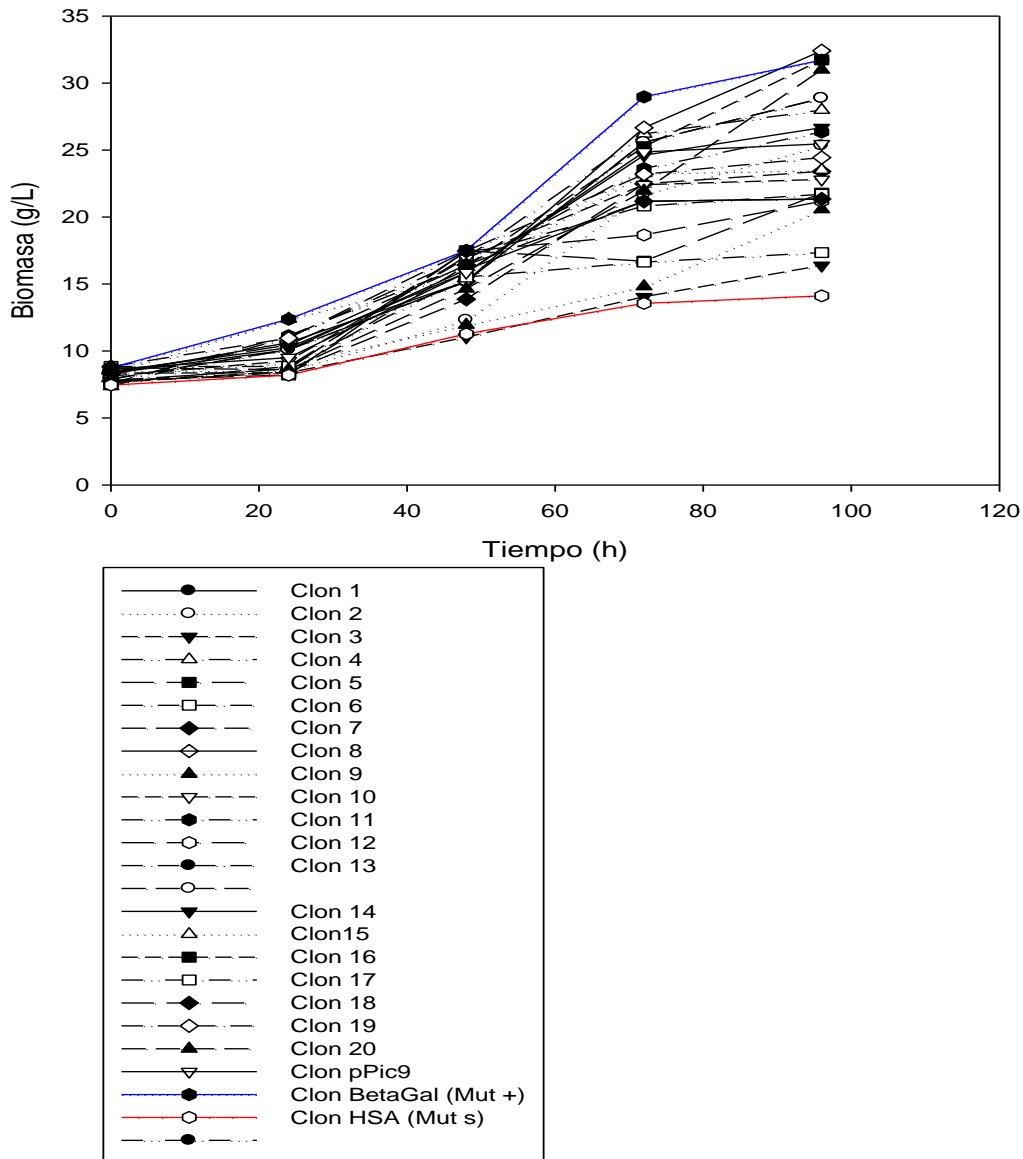 35
30
25
20
15
10
5
0
Biomasa (g/L)
0 20 40 60 80 100 120
Tiempo (h)
Clon 1
Clon 2
Clon 3
Clon 4
Clon 5
Clon 6
Clon 7
Clon 8
Clon 9
Clon 10
Clon 11
Clon 12
Clon 13
Clon 14
Clon15
Clon 16
Clon 17
Clon 18
Clon 19
Clon 20
Clon pPic9
Clon BetaGal (Mut +)
Clon HSA (Mut s)